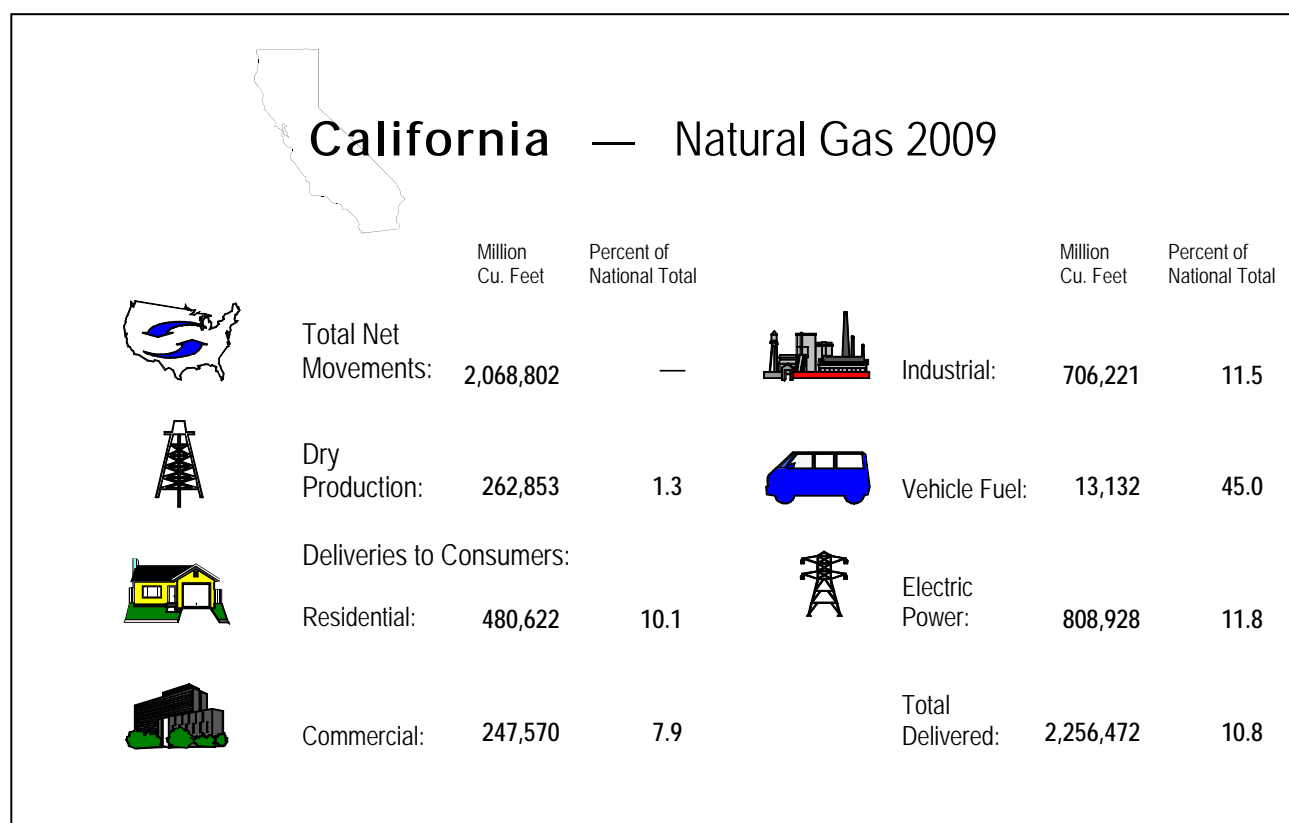 California — Natural Gas 2009
Million Cu. Feet
Percent of National Total
Total Net Movements: 2,068,802 —
Dry Production: 262,853 1.3
Deliveries to Consumers:
Residential: 480,622 10.1
Commercial: 247,570 7.9
Million Cu. Feet
Percent of National Total
Industrial: 706,221 11.5
Vehicle Fuel: 13,132 45.0
Electric Power: 808,928 11.8
Total Delivered: 2,256,472 10.8